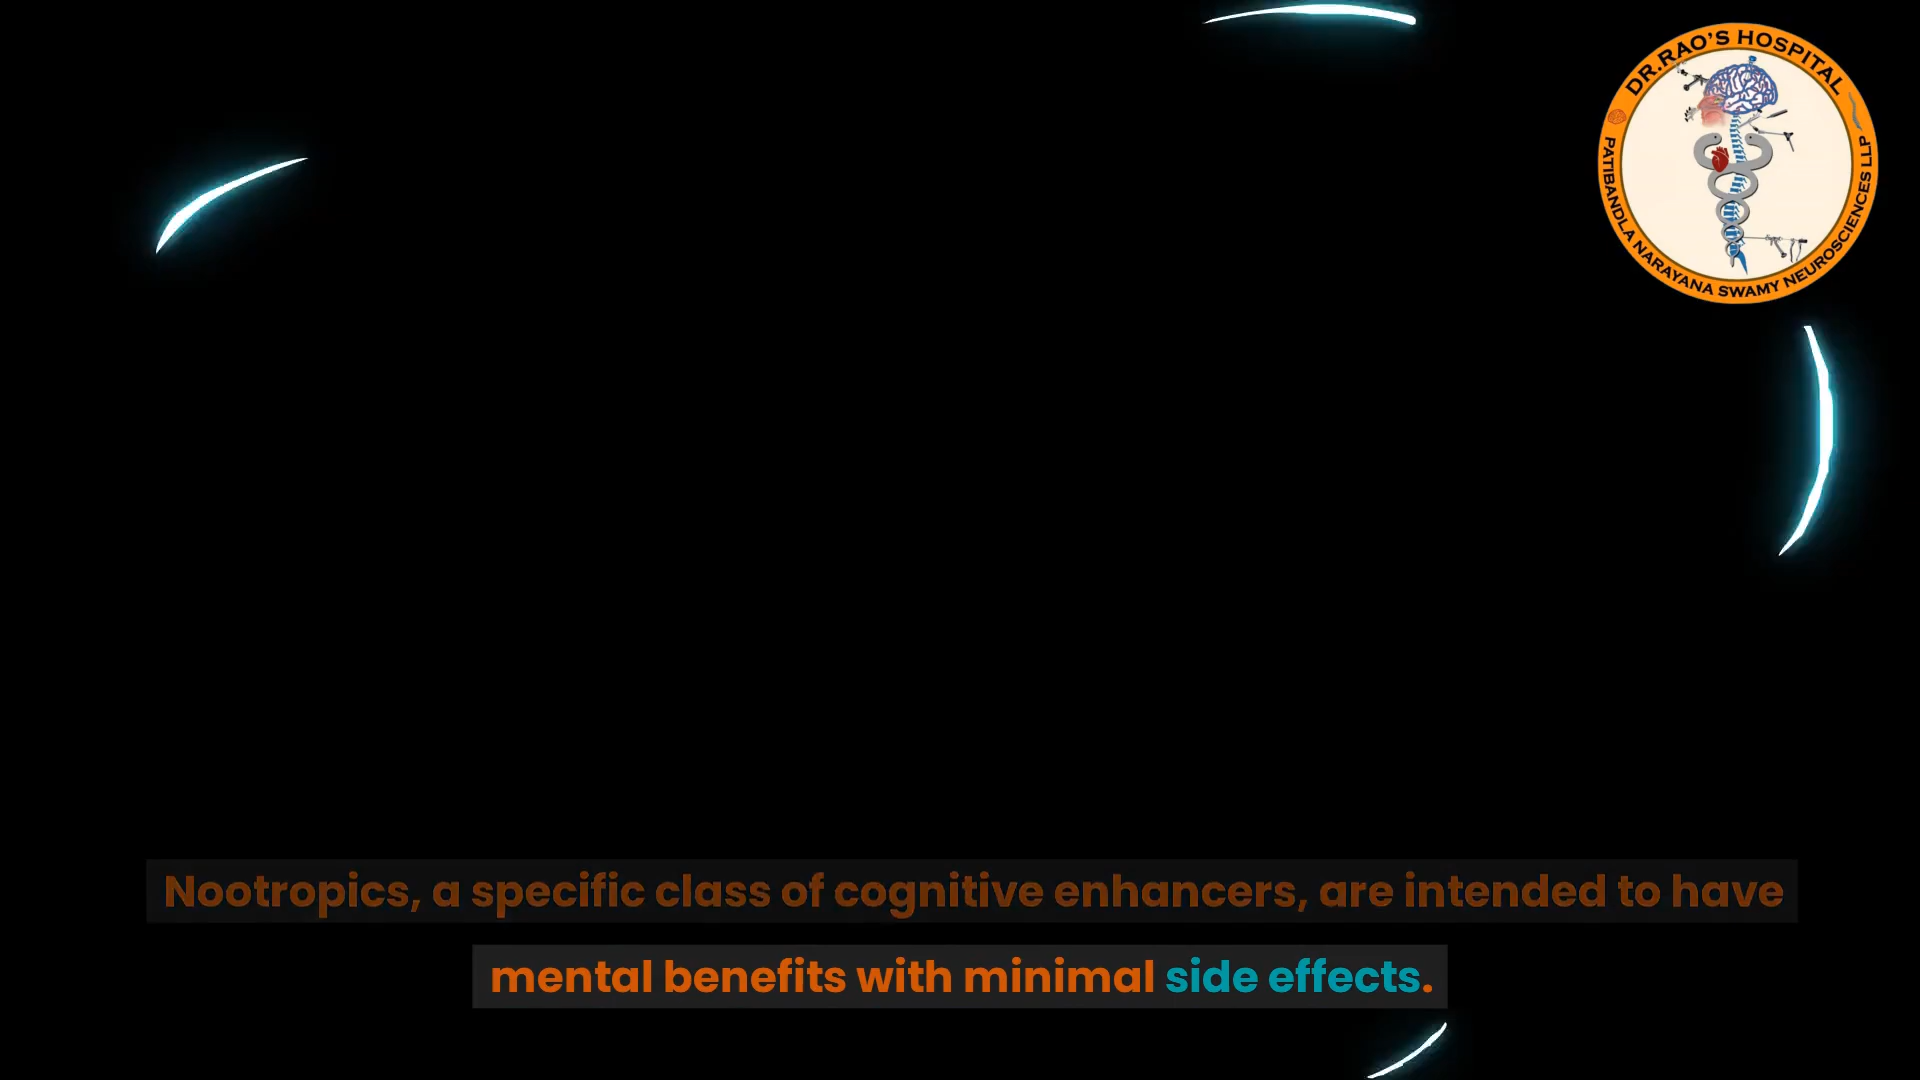 DR.RAO'S HOSPITAL
PATIBANDLA NARAYANA SWAMY NEUROSCIENCES LLP
Nootropics, a specific class of cognitive enhancers, are intended to have
mental benefits with minimal side effects.